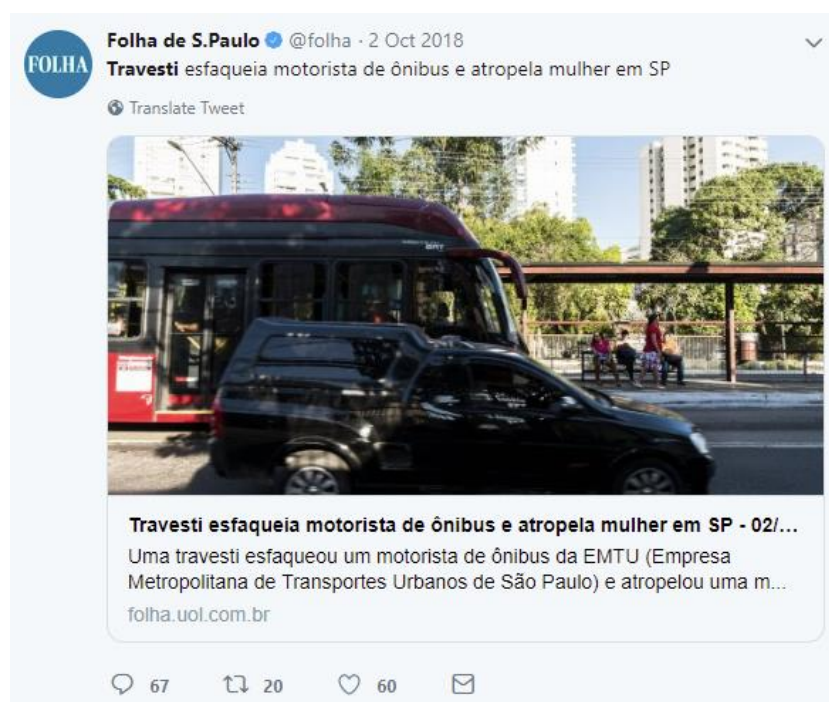 Folha de S.Paulo @folha · 2 Oct 2018
FOLHA
Travesti esfaqueia motorista de ônibus e atropela mulher em SP
Translate Tweet
BRT
Travesti esfaqueia motorista de ônibus e atropela mulher em SP - 02/...
Uma travesti esfaqueou um motorista de ônibus da EMTU (Empresa
Metropolitana de Transportes Urbanos de São Paulo) e atropelou uma m...
folha.uol.com.br
67 20 60